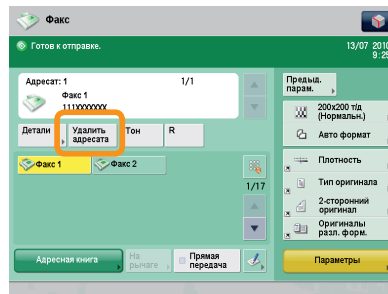 Факс
Готов к отправке.
13/07 2010
9:25
Адресат: 1
1/1
Факс 1
111XXXXXXX
Детали
Удалить адресата
Тон
R
Факс 1
Факс 2
1/17
Адресная книга
На рычаге
Прямая передача
Предыд. парам.
200x200 т/д (Нормальн.)
Авто формат
Плотность
Тип оригинала
2-сторонний оригинал
Оригиналы разл. форм.
Параметры